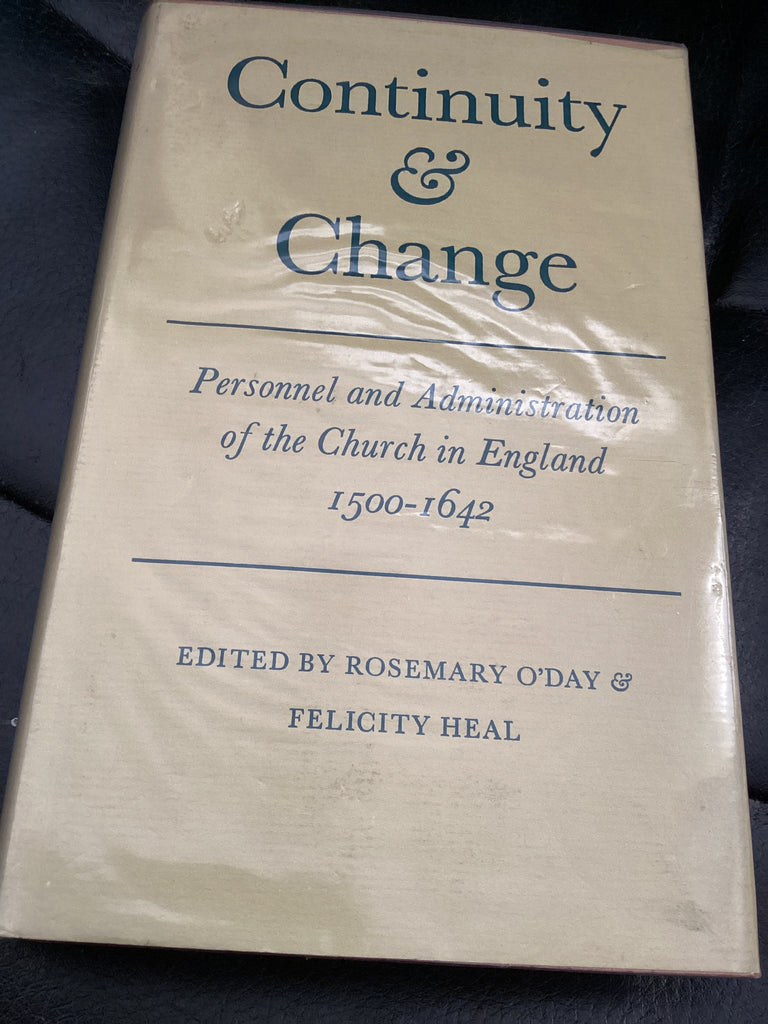 Continuity
&
Change
Personnel and Administration
of the Church in England
1500-1642
EDITED BY ROSEMARY O'DAY &
FELICITY HEAL